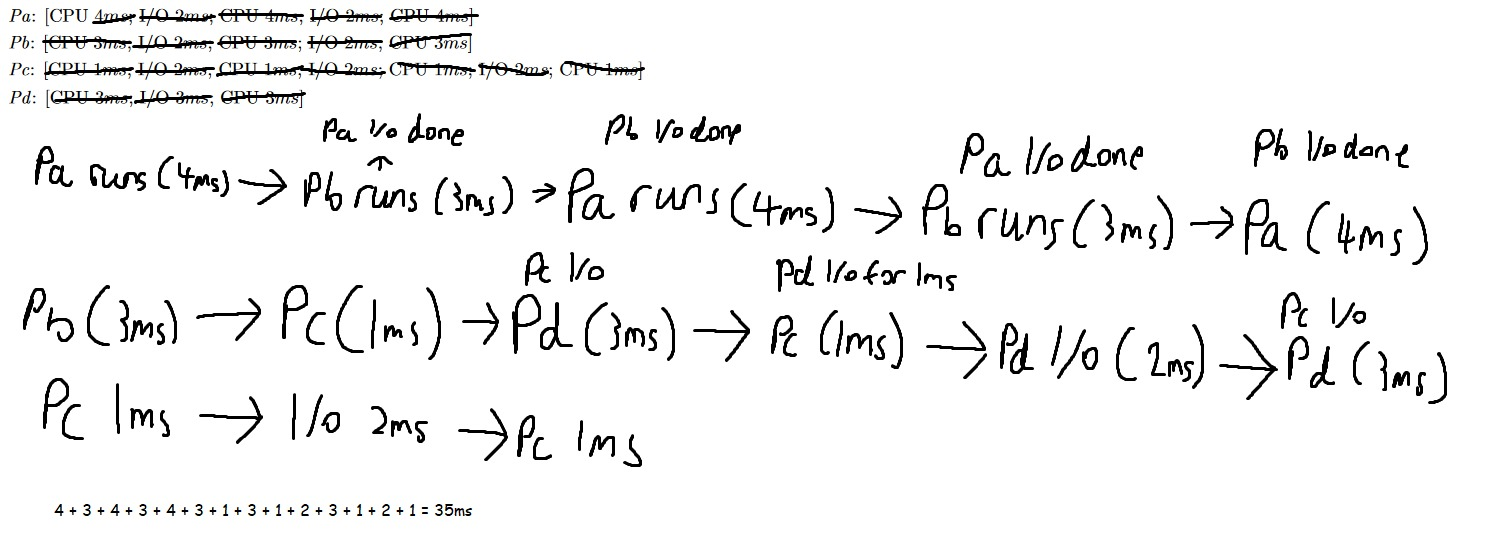 Pa: [CPU 4ms; I/O 2ms; CPU 4ms; I/O 2ms; CPU 4ms]
Pb: [CPU 3ms; I/O 2ms; CPU 3ms; I/O 2ms; CPU 3ms]
Pc: [CPU 1ms; I/O 2ms; CPU 1ms; I/O 2ms; CPU 1ms; I/O 2ms; CPU 1ms]
Pd: [CPU 3ms; I/O 3ms; CPU 3ms]
Pa I/o done Pb I/o done Pa I/o done Pb I/o done
Pa runs (4ms) → Pb runs (3ms) → Pa runs (4ms) → Pb runs (3ms) → Pa (4ms)
Pc I/o Pd I/o for 1ms Pc I/o
Pb (3ms) → Pc (1ms) → Pd (3ms) → Pc (1ms) → Pd I/o (2ms) → Pd (3ms)
Pc 1ms → I/o 2ms → Pc 1ms
4 + 3 + 4 + 3 + 4 + 3 + 1 + 3 + 1 + 2 + 3 + 1 + 2 + 1 = 35ms